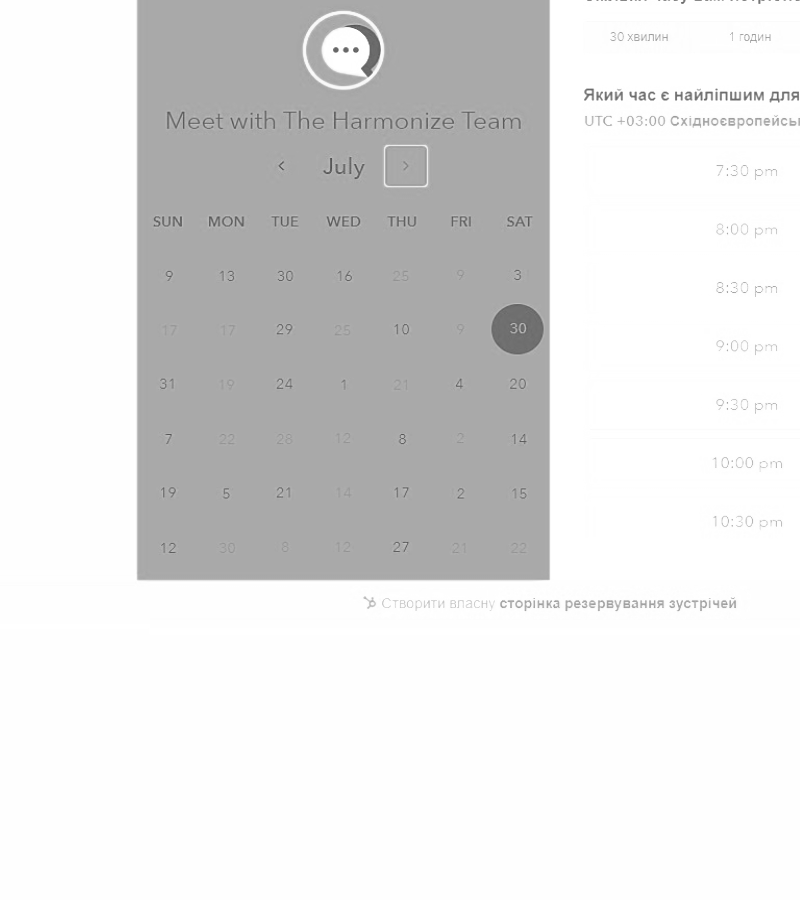 Meet with The Harmonize Team
July
SUN MON TUE WED THU FRI SAT
9 13 30 16 25 9 3
17 17 29 25 10 9 30
31 19 24 1 21 4 20
7 22 28 12 8 2 14
19 5 21 14 17 2 15
12 30 8 12 27 21 22
30 хвилин 1 годин
Який час є найліпшим для
UTC +03:00 Східноєвропейськ
7:30 pm
8:00 pm
8:30 pm
9:00 pm
9:30 pm
10:00 pm
10:30 pm
Створити власну сторінка резервування зустрічей